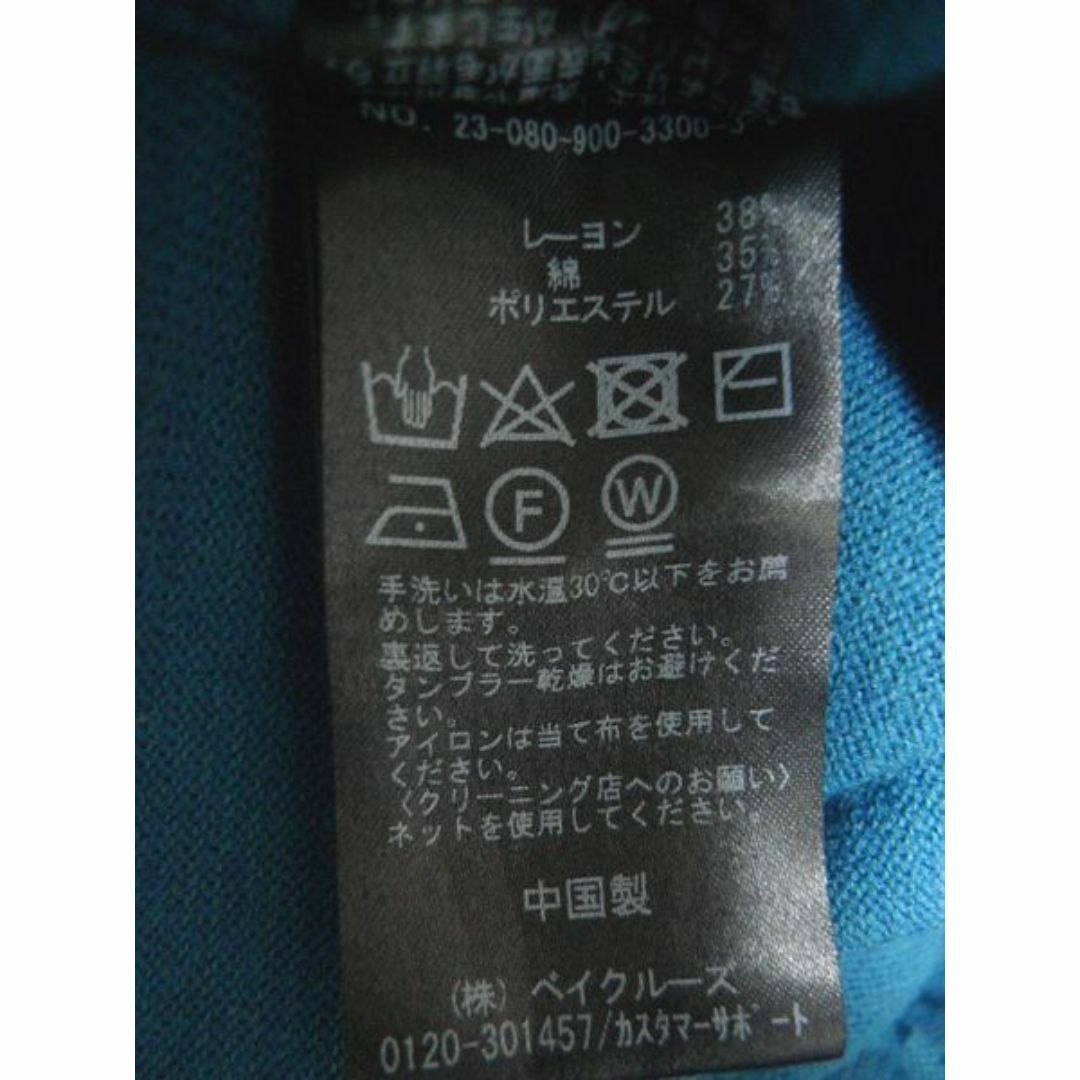 NO. 23-080-900-3300-3
レーヨン 38%
綿 35%
ポリエステル 27%
F W
手洗いは水温30℃以下をお薦
めします。
裏返して洗ってください。
タンブラー乾燥はお避けくだ
さい。
アイロンは当て布を使用して
ください。
〈クリーニング店へのお願い〉
ネットを使用してください。
中国製
(株) ベイクルーズ
0120-301457/カスタマーサポート